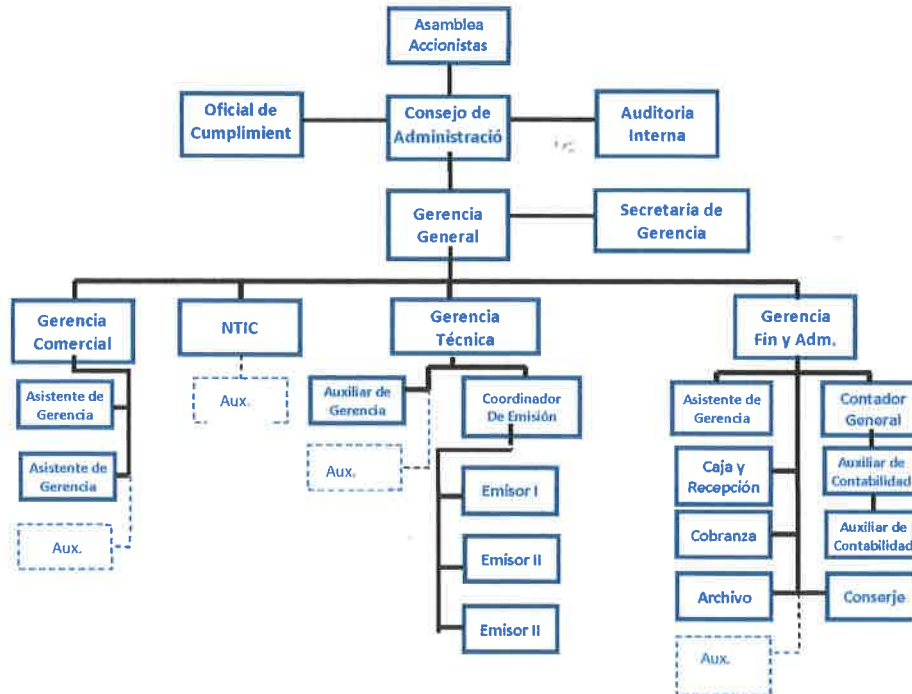 Asamblea
Accionistas
Oficial de
Cumplimient
Consejo de
Administració
Auditoria
Interna
Gerencia
General
Secretaría de
Gerencia
Gerencia
Comercial
NTIC
Gerencia
Técnica
Gerencia
Fin y Adm.
Asistente de
Gerencia
Aux.
Auxiliar de
Gerencia
Coordinador
De Emisión
Asistente de
Gerencia
Contador
General
Asistente de
Gerencia
Aux.
Emisor I
Caja y
Recepción
Auxiliar de
Contabilidad
Aux.
Emisor II
Cobranza
Auxiliar de
Contabilidad
Emisor II
Archivo
Conserje
Aux.